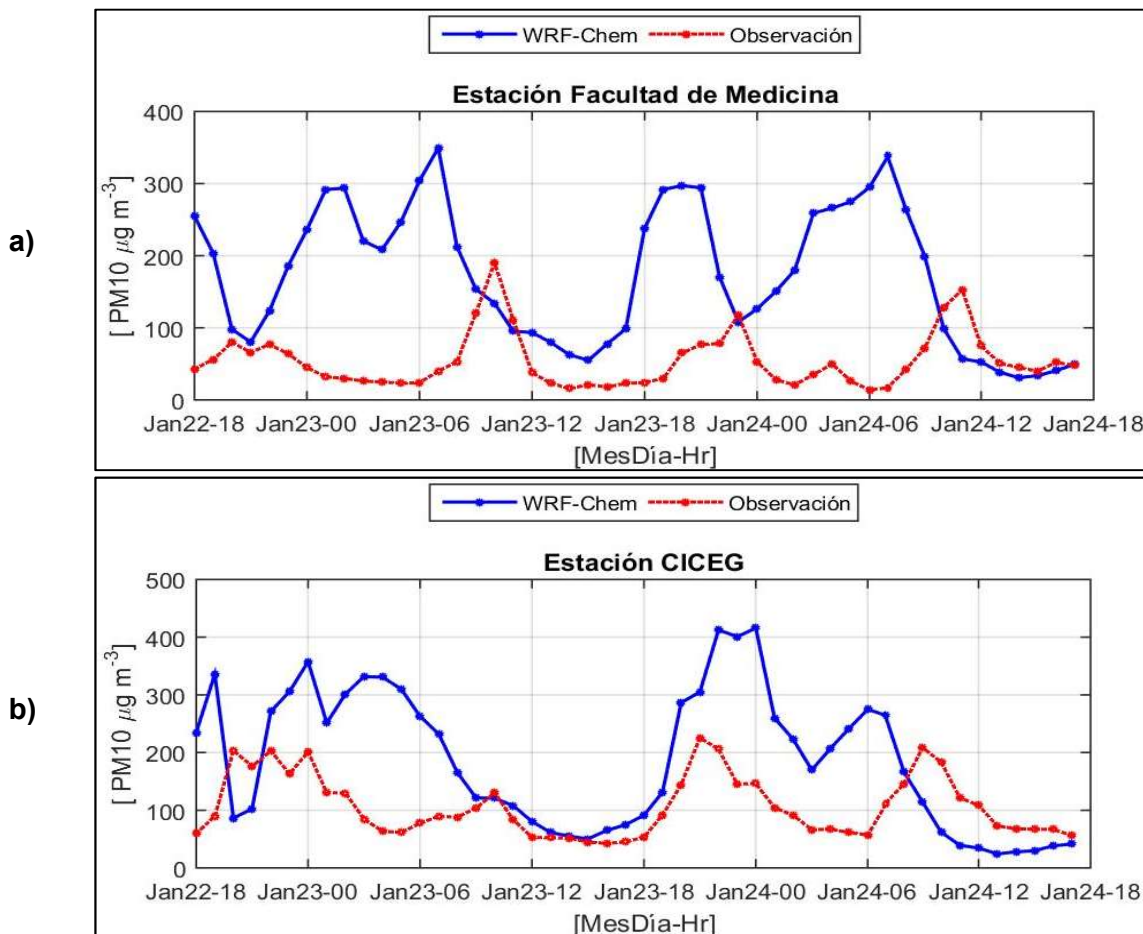 WRF-Chem Observación
Estación Facultad de Medicina
400
300
200
100
0
[ PM10 μg m-3]
a)
Jan22-18 Jan23-00 Jan23-06 Jan23-12 Jan23-18 Jan24-00 Jan24-06 Jan24-12 Jan24-18
[MesDía-Hr]
WRF-Chem Observación
Estación CICEG
500
400
300
200
100
0
[ PM10 μg m-3]
b)
Jan22-18 Jan23-00 Jan23-06 Jan23-12 Jan23-18 Jan24-00 Jan24-06 Jan24-12 Jan24-18
[MesDía-Hr]